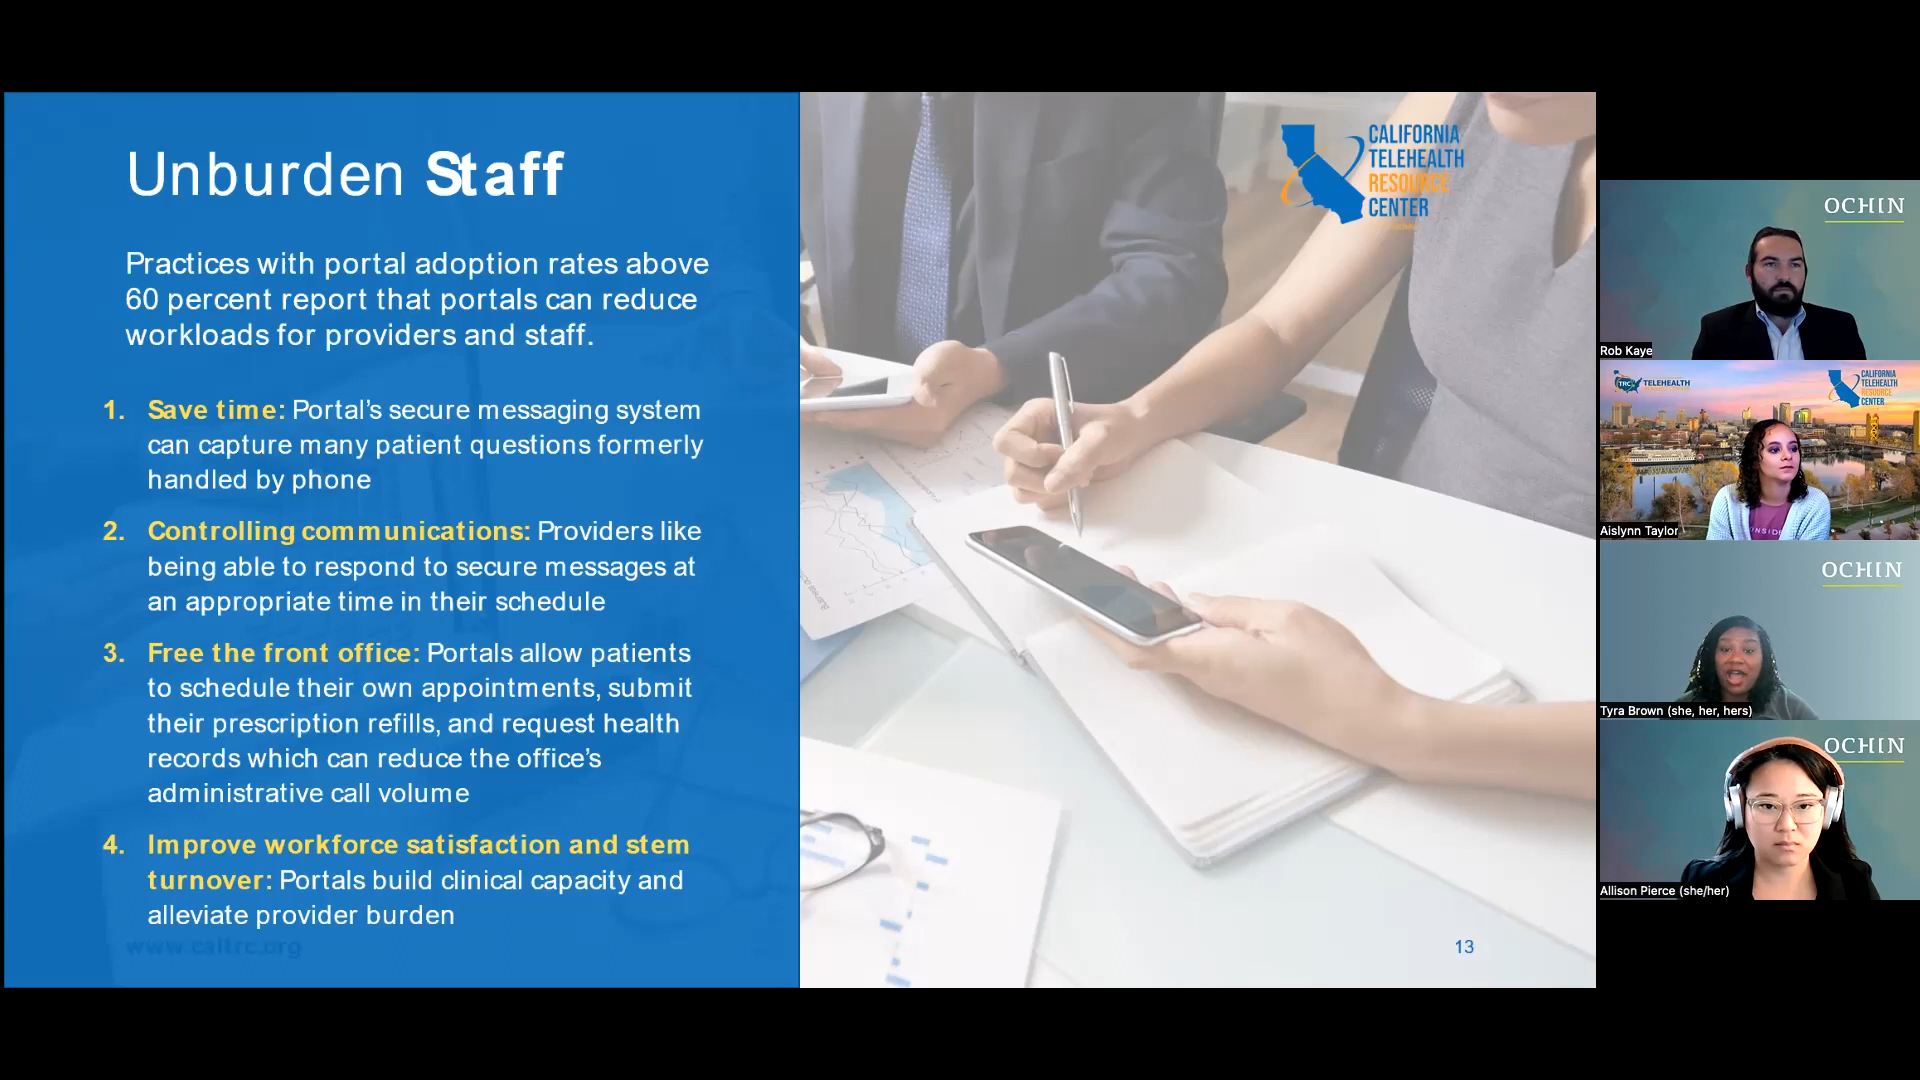 Unburden Staff
Practices with portal adoption rates above
60 percent report that portals can reduce
workloads for providers and staff.
1. Save time: Portal’s secure messaging system
can capture many patient questions formerly
handled by phone
2. Controlling communications: Providers like
being able to respond to secure messages at
an appropriate time in their schedule
3. Free the front office: Portals allow patients
to schedule their own appointments, submit
their prescription refills, and request health
records which can reduce the office’s
administrative call volume
4. Improve workforce satisfaction and stem
turnover: Portals build clinical capacity and
alleviate provider burden
www.caltrc.org
CALIFORNIA
TELEHEALTH
RESOURCE
CENTER
13
OCHIN
Rob Kaye
TRC TELEHEALTH
CALIFORNIA
TELEHEALTH
RESOURCE
CENTER
Aislynn Taylor
OCHIN
Tyra Brown (she, her, hers)
OCHIN
Allison Pierce (she/her)